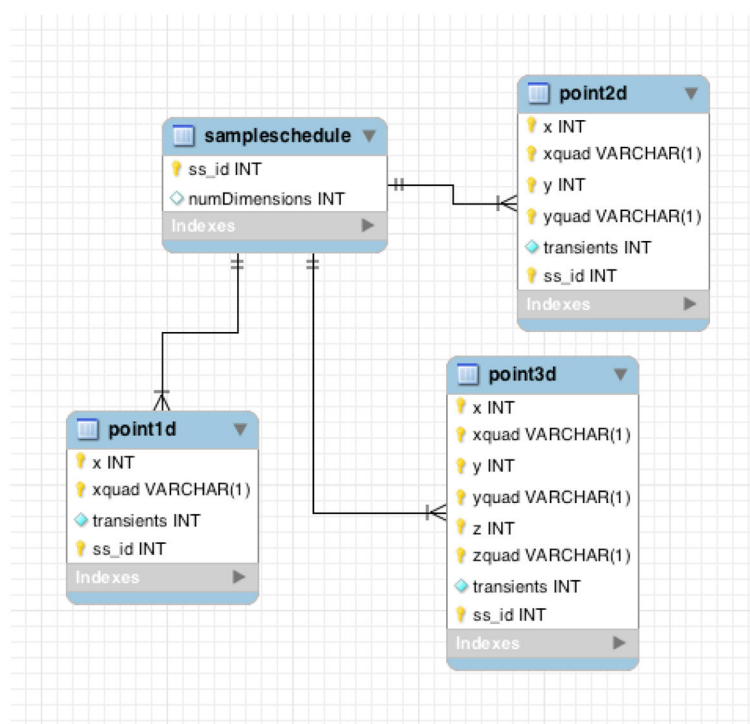 sampleschedule
ss_id INT
numDimensions INT
Indexes
point2d
x INT
xquad VARCHAR(1)
y INT
yquad VARCHAR(1)
transients INT
ss_id INT
Indexes
point1d
x INT
xquad VARCHAR(1)
transients INT
ss_id INT
Indexes
point3d
x INT
xquad VARCHAR(1)
y INT
yquad VARCHAR(1)
z INT
zquad VARCHAR(1)
transients INT
ss_id INT
Indexes